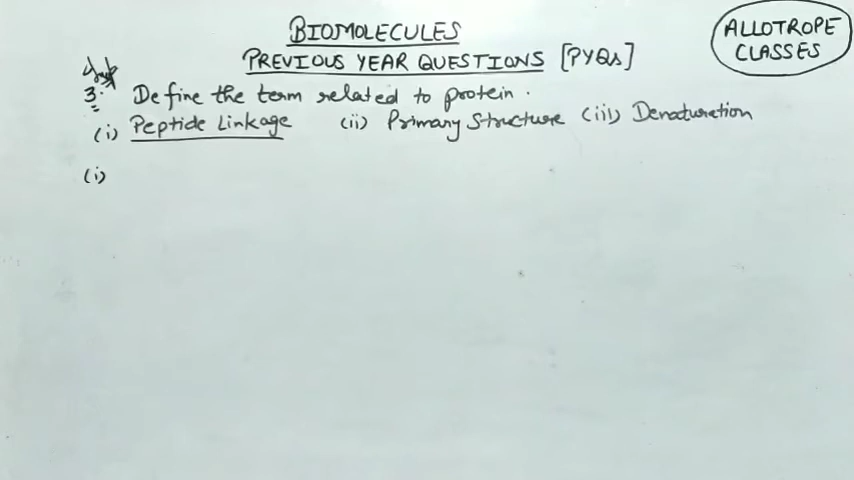 BIOMOLECULES
PREVIOUS YEAR QUESTIONS [PYQs]
ALLOTROPE
CLASSES
3. Define the term related to protein.
(i) Peptide Linkage (ii) Primary Structure (iii) Denaturation
(i)